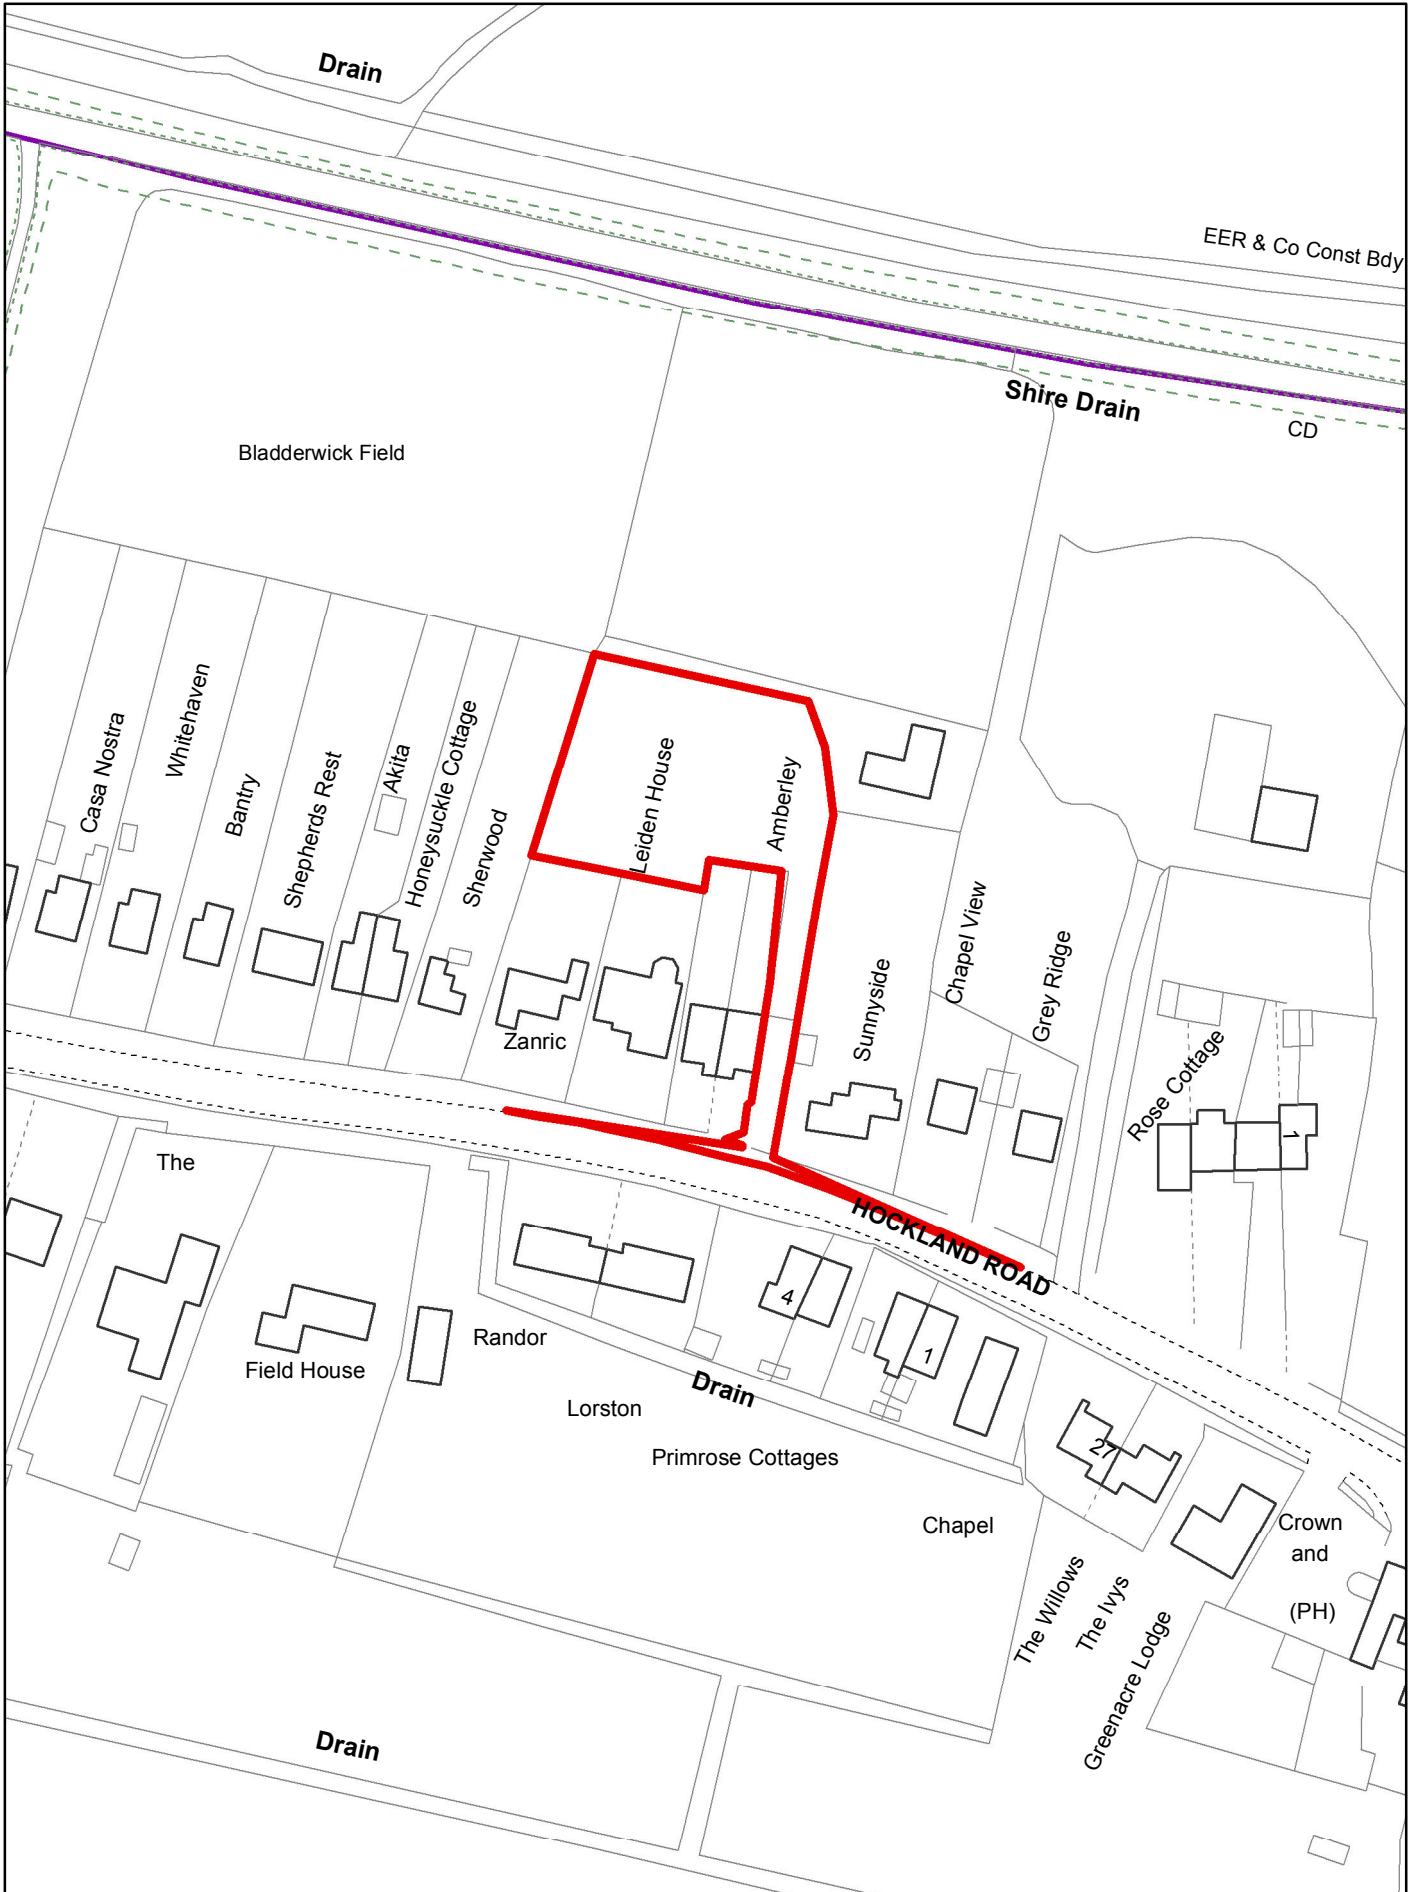 Drain
EER & Co Const Bdy
Shire Drain
CD
Bladderwick Field
Casa Nostra
Whitehaven
Bantry
Shepherds Rest
Akita
Honeysuckle Cottage
Sherwood
Leiden House
Amberley
Zanric
Sunnyside
Chapel View
Grey Ridge
Rose Cottage
1
The
HOCKLAND ROAD
Field House
Randor
4
1
Lorston
Drain
Primrose Cottages
27
Chapel
Crown
and
(PH)
The Willows
The Ivys
Greenacre Lodge
Drain